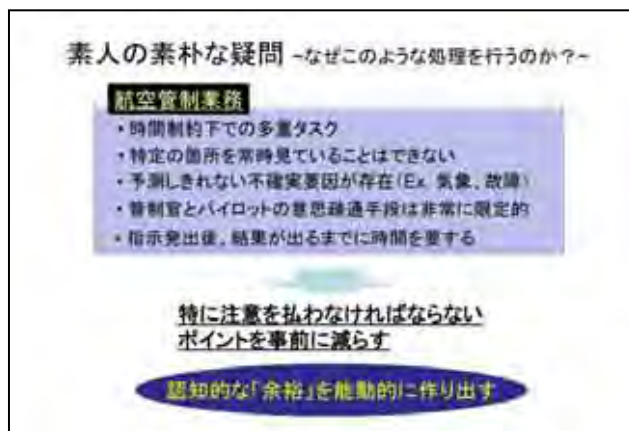 素人の素朴な疑問 ~なぜこのような処理を行うのか？~
航空管制業務
・時間制約下での多重タスク
・特定の箇所を常時見ていることはできない
・予測しきれない不確実要因が存在(Ex. 気象、故障)
・管制官とパイロットの意思疎通手段は非常に限定的
・指示発出後、結果が出るまでに時間を要する
特に注意を払わなければならない
ポイントを事前に減らす
認知的な「余裕」を能動的に作り出す